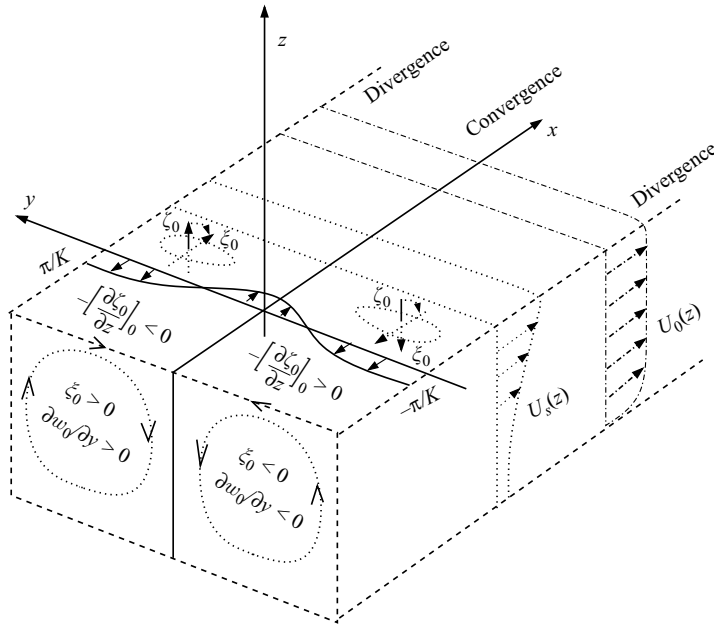 z
Divergence
Convergence
x
Divergence
y
ζ₀
ξ₀
π/K
ζ₀
ξ₀
−[∂ζ₀/∂z]₀ < 0
−[∂ζ₀/∂z]₀ < 0
−π/K
U₀(z)
Uₛ(z)
ξ₀ > 0
∂w₀/∂y > 0
ξ₀ < 0
∂w₀/∂y < 0